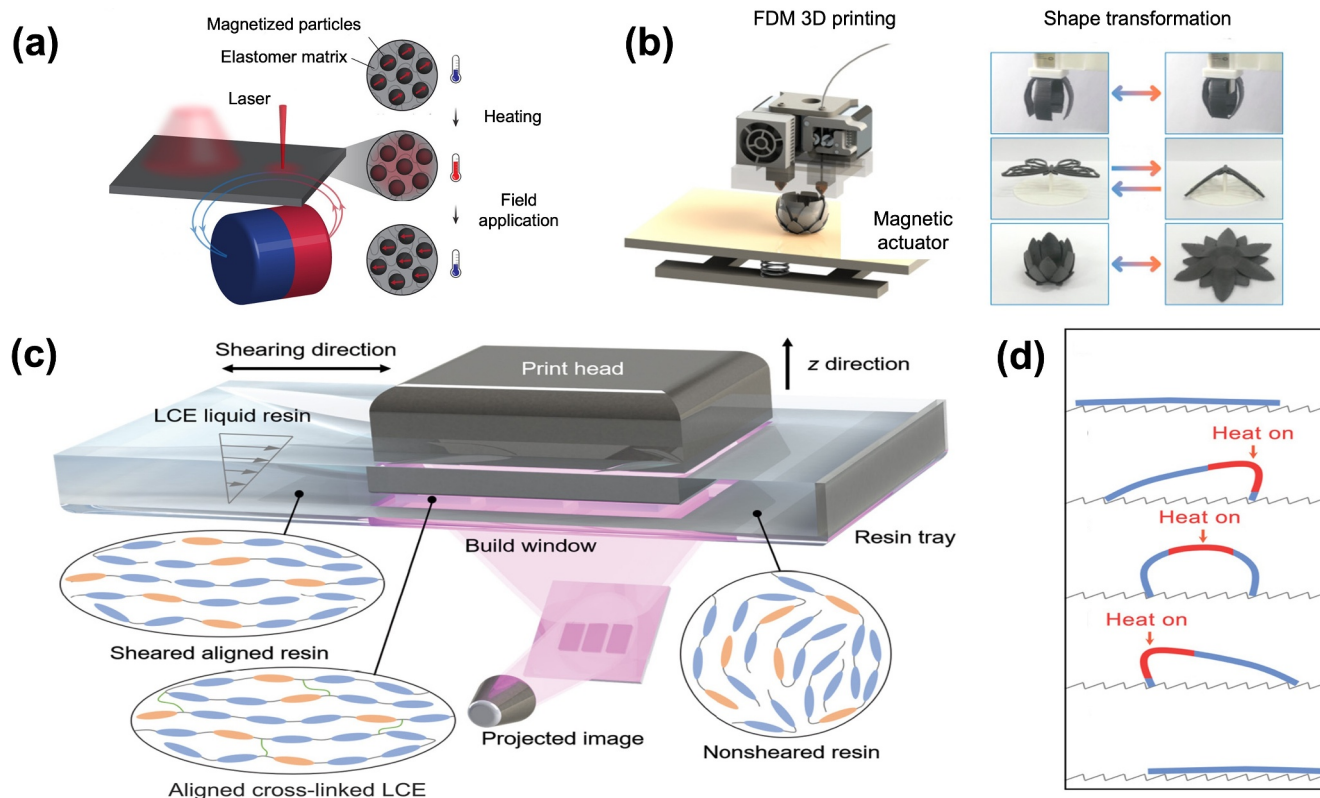 (a)
Magnetized particles
Elastomer matrix
Laser
Heating
Field
application
(b)
FDM 3D printing
Shape transformation
Magnetic
actuator
(c)
Shearing direction
Print head
z direction
LCE liquid resin
Build window
Resin tray
Sheared aligned resin
Projected image
Nonsheared resin
Aligned cross-linked LCE
(d)
Heat on
Heat on
Heat on